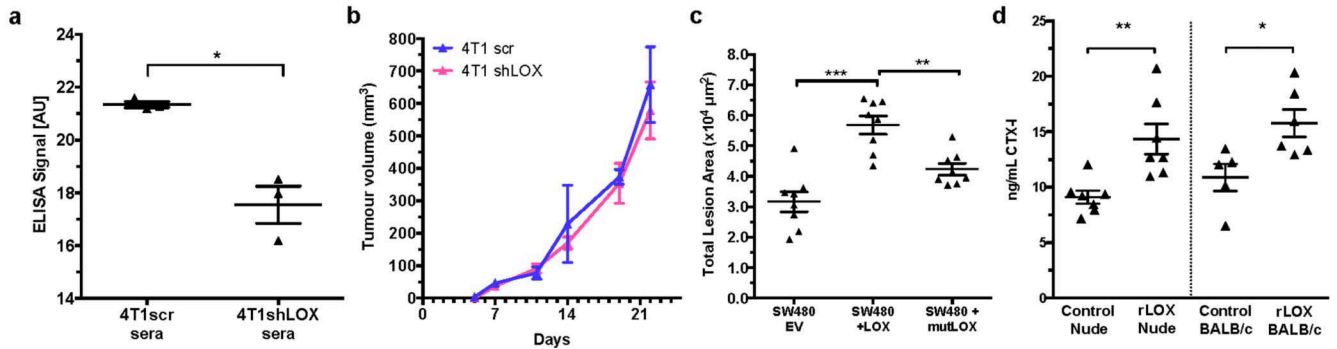 a
ELISA Signal [AU]
24
22
20
18
16
14
*
4T1scr
sera
4T1shLOX
sera
b
Tumour volume (mm³)
800
700
600
500
400
300
200
100
0
4T1 scr
4T1 shLOX
0
7
14
21
Days
c
Total Lesion Area (x10⁴ µm²)
8.0
7.0
6.0
5.0
4.0
3.0
2.0
1.0
0.0
***
**
SW480
EV
SW480
+LOX
SW480 +
mutLOX
d
ng/mL CTX-I
25
20
15
10
5
0
**
*
Control
Nude
rLOX
Nude
Control
BALB/c
rLOX
BALB/c